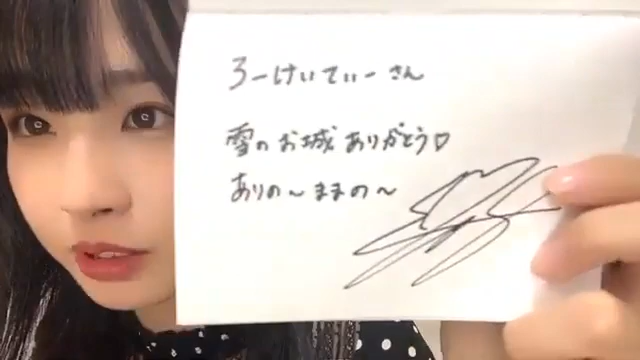 ろーけいてぃーさん
雪のお城ありがとう♡
ありの〜ままの〜